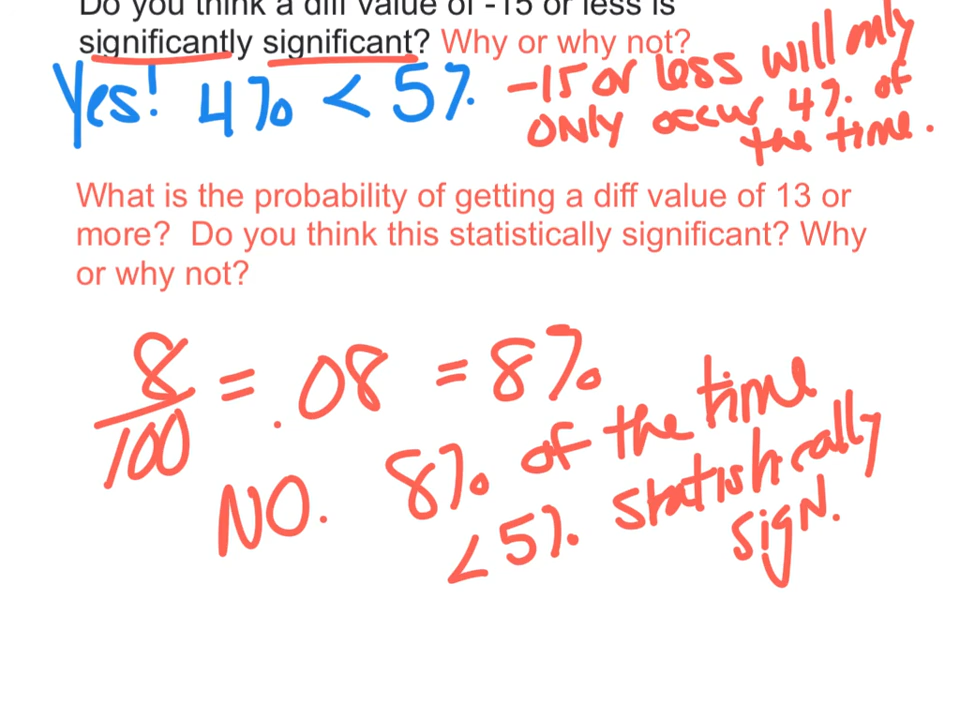 Do you think a diff value of -15 or less is
significantly significant? Why or why not?
Yes! 4% < 5% -15 or less will only
ONLY occur 4% of
the time.
What is the probability of getting a diff value of 13 or
more? Do you think this statistically significant? Why
or why not?
8/100 = .08 = 8%
NO. 8% of the time
<5% statistically
sign.